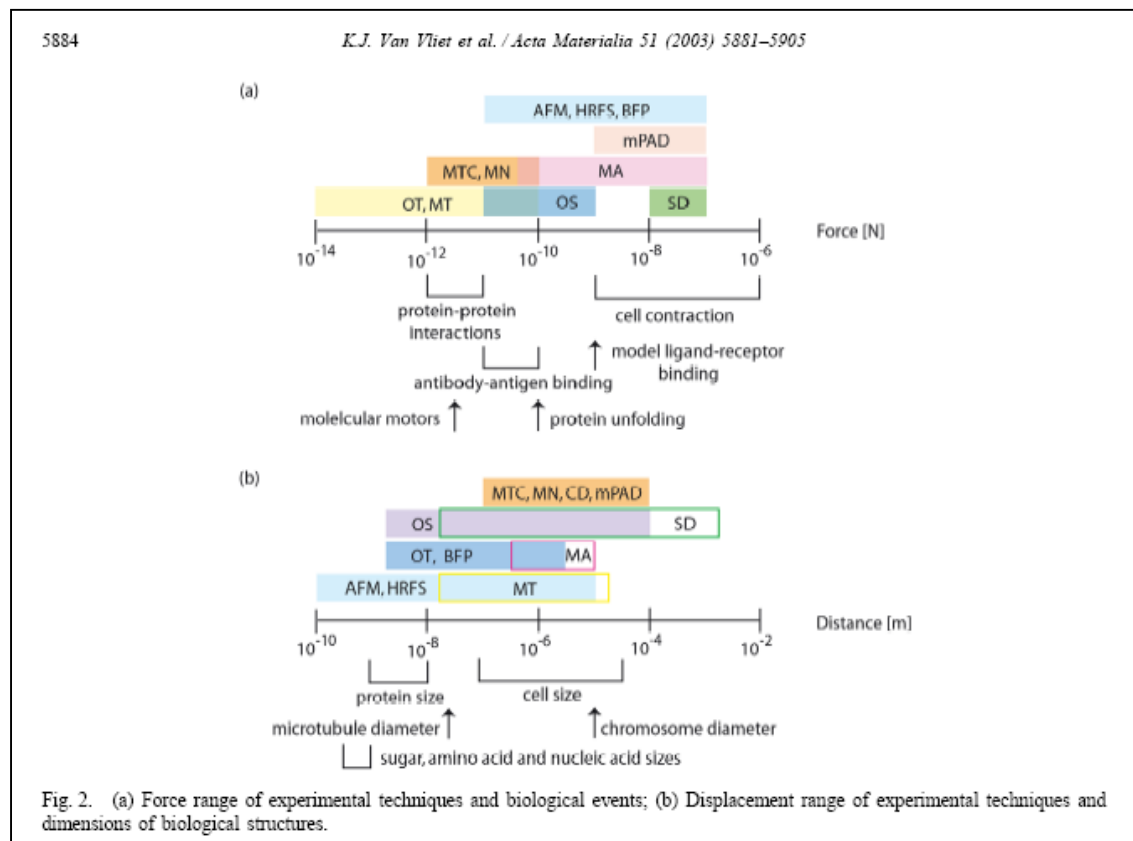 5884
K.J. Van Vliet et al. / Acta Materialia 51 (2003) 5881–5905
(a)
AFM, HRFS, BFP
mPAD
MTC, MN
MA
OT, MT
OS
SD
Force [N]
10-14
10-12
10-10
10-8
10-6
protein-protein
interactions
cell contraction
model ligand-receptor
binding
antibody-antigen binding
molelcular motors
protein unfolding
(b)
MTC, MN, CD, mPAD
OS
SD
OT, BFP
MA
AFM, HRFS
MT
Distance [m]
10-10
10-8
10-6
10-4
10-2
protein size
cell size
microtubule diameter
chromosome diameter
sugar, amino acid and nucleic acid sizes
Fig. 2. (a) Force range of experimental techniques and biological events; (b) Displacement range of experimental techniques and
dimensions of biological structures.